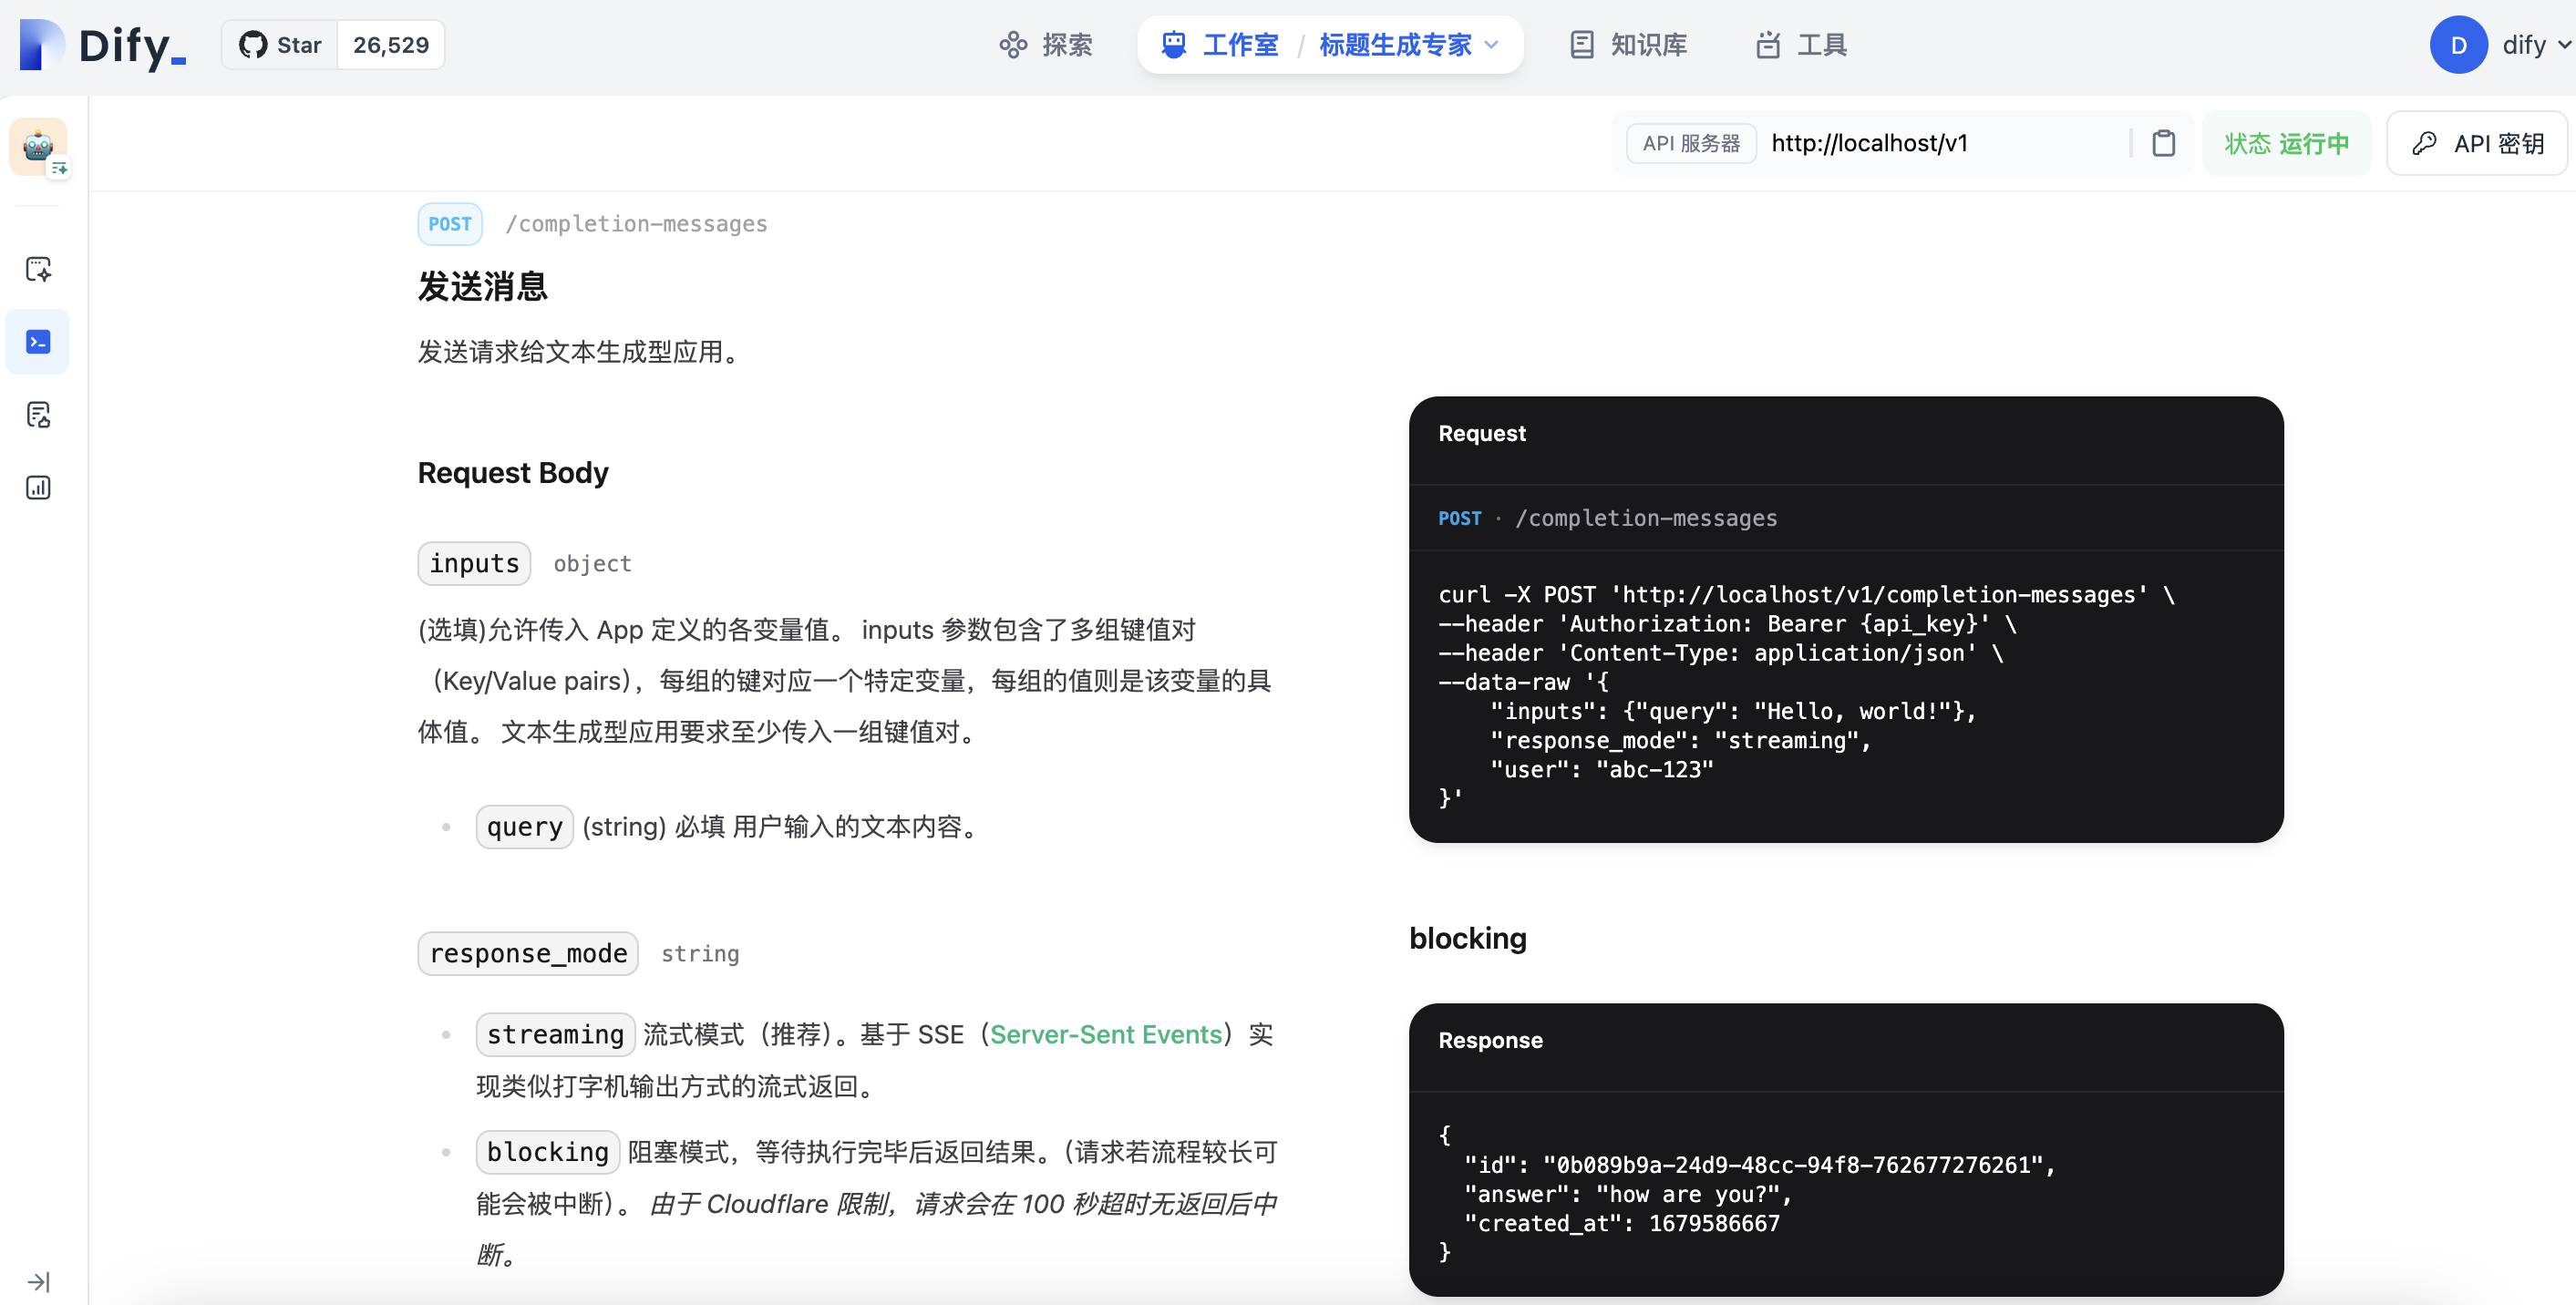 Dify_
Star 26,529
探索
工作室 / 标题生成专家
知识库
工具
D dify
API 服务器 http://localhost/v1
状态 运行中
API 密钥
POST /completion-messages
发送消息
发送请求给文本生成型应用。
Request Body
inputs object
(选填)允许传入 App 定义的各变量值。 inputs 参数包含了多组键值对
（Key/Value pairs），每组的键对应一个特定变量，每组的值则是该变量的具
体值。 文本生成型应用要求至少传入一组键值对。
query (string) 必填 用户输入的文本内容。
response_mode string
streaming 流式模式（推荐）。基于 SSE（Server-Sent Events）实
现类似打字机输出方式的流式返回。
blocking 阻塞模式，等待执行完毕后返回结果。（请求若流程较长可
能会被中断）。 由于 Cloudflare 限制，请求会在 100 秒超时无返回后中
断。
Request
POST · /completion-messages
curl -X POST 'http://localhost/v1/completion-messages' \
--header 'Authorization: Bearer {api_key}' \
--header 'Content-Type: application/json' \
--data-raw '{
    "inputs": {"query": "Hello, world!"},
    "response_mode": "streaming",
    "user": "abc-123"
}'
blocking
Response
{
  "id": "0b089b9a-24d9-48cc-94f8-762677276261",
  "answer": "how are you?",
  "created_at": 1679586667
}